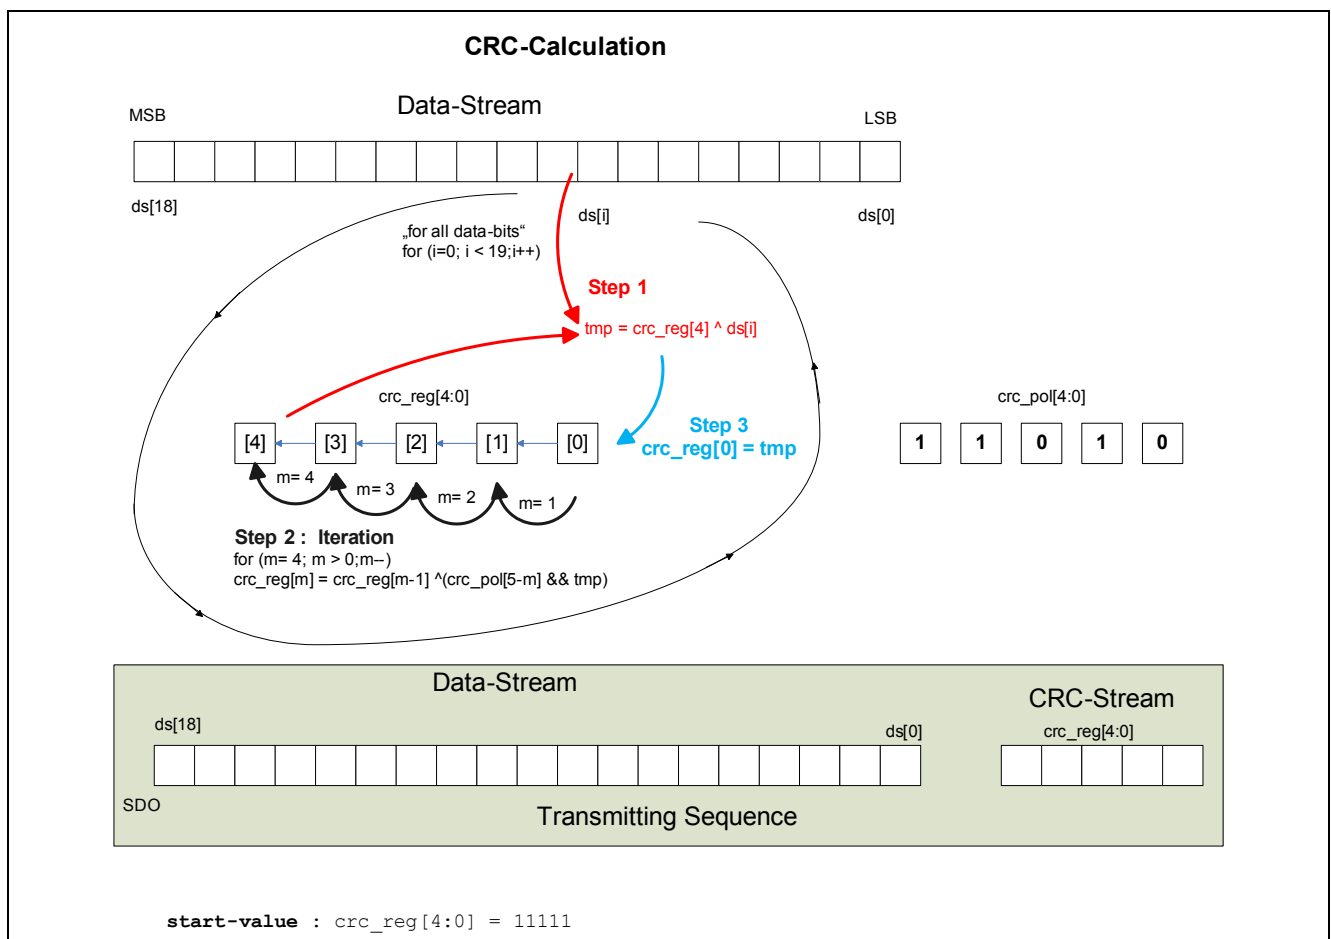 CRC-Calculation
Data-Stream
MSB
LSB
ds[18]
ds[i]
ds[0]
„for all data-bits“
for (i=0; i < 19;i++)
Step 1
tmp = crc_reg[4] ^ ds[i]
crc_reg[4:0]
crc_pol[4:0]
Step 3
crc_reg[0] = tmp
[4]
[3]
[2]
[1]
[0]
1 1 0 1 0
m= 4
m= 3
m= 2
m= 1
Step 2 : Iteration
for (m= 4; m > 0;m--)
crc_reg[m] = crc_reg[m-1] ^(crc_pol[5-m] && tmp)
Data-Stream
CRC-Stream
ds[18]
ds[0]
crc_reg[4:0]
SDO
Transmitting Sequence
start-value : crc_reg[4:0] = 11111